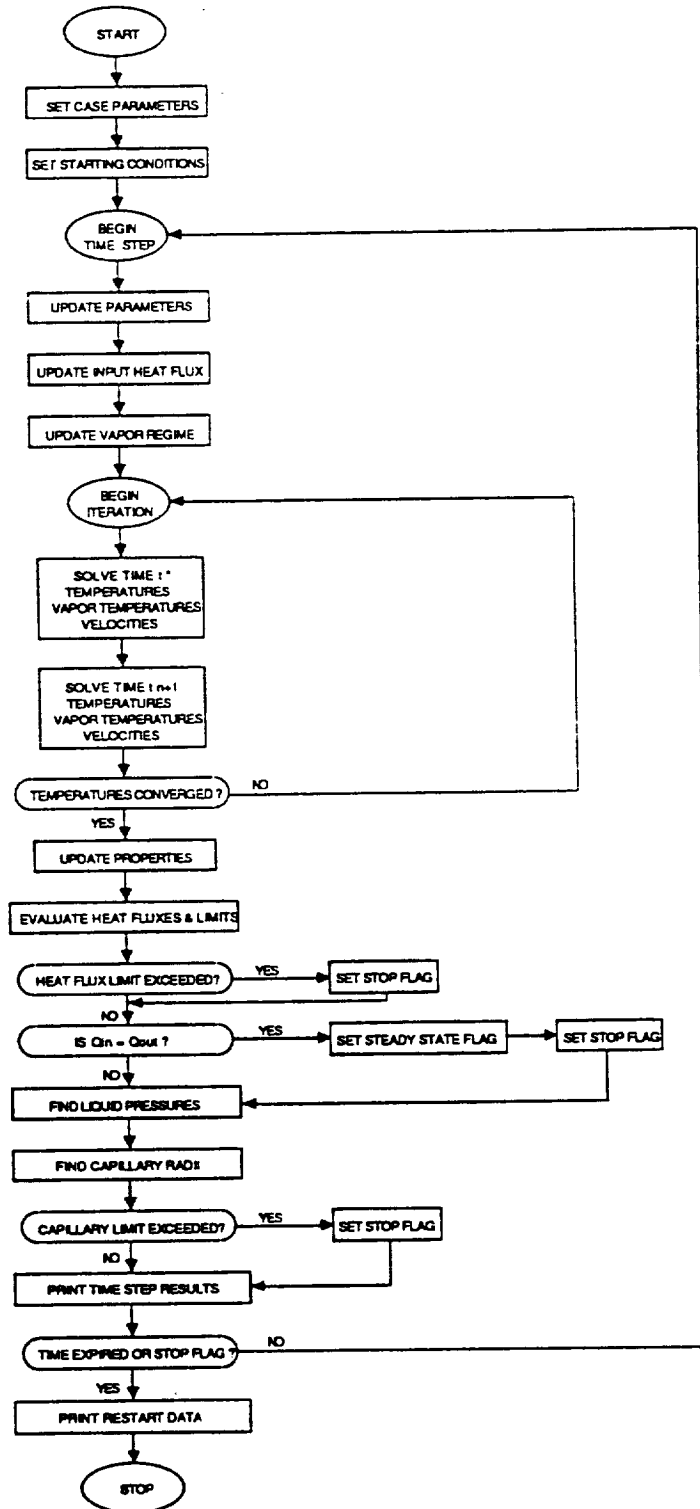 START
SET CASE PARAMETERS
SET STARTING CONDITIONS
BEGIN
TIME STEP
UPDATE PARAMETERS
UPDATE INPUT HEAT FLUX
UPDATE VAPOR REGIME
BEGIN
ITERATION
SOLVE TIME t *
TEMPERATURES
VAPOR TEMPERATURES
VELOCITIES
SOLVE TIME t n+1
TEMPERATURES
VAPOR TEMPERATURES
VELOCITIES
TEMPERATURES CONVERGED ?
NO
YES
UPDATE PROPERTIES
EVALUATE HEAT FLUXES & LIMITS
HEAT FLUX LIMIT EXCEEDED?
YES
SET STOP FLAG
NO
IS Qin = Qout ?
YES
SET STEADY STATE FLAG
SET STOP FLAG
NO
FIND LIQUID PRESSURES
FIND CAPILLARY RADII
CAPILLARY LIMIT EXCEEDED?
YES
SET STOP FLAG
NO
PRINT TIME STEP RESULTS
TIME EXPIRED OR STOP FLAG ?
NO
YES
PRINT RESTART DATA
STOP